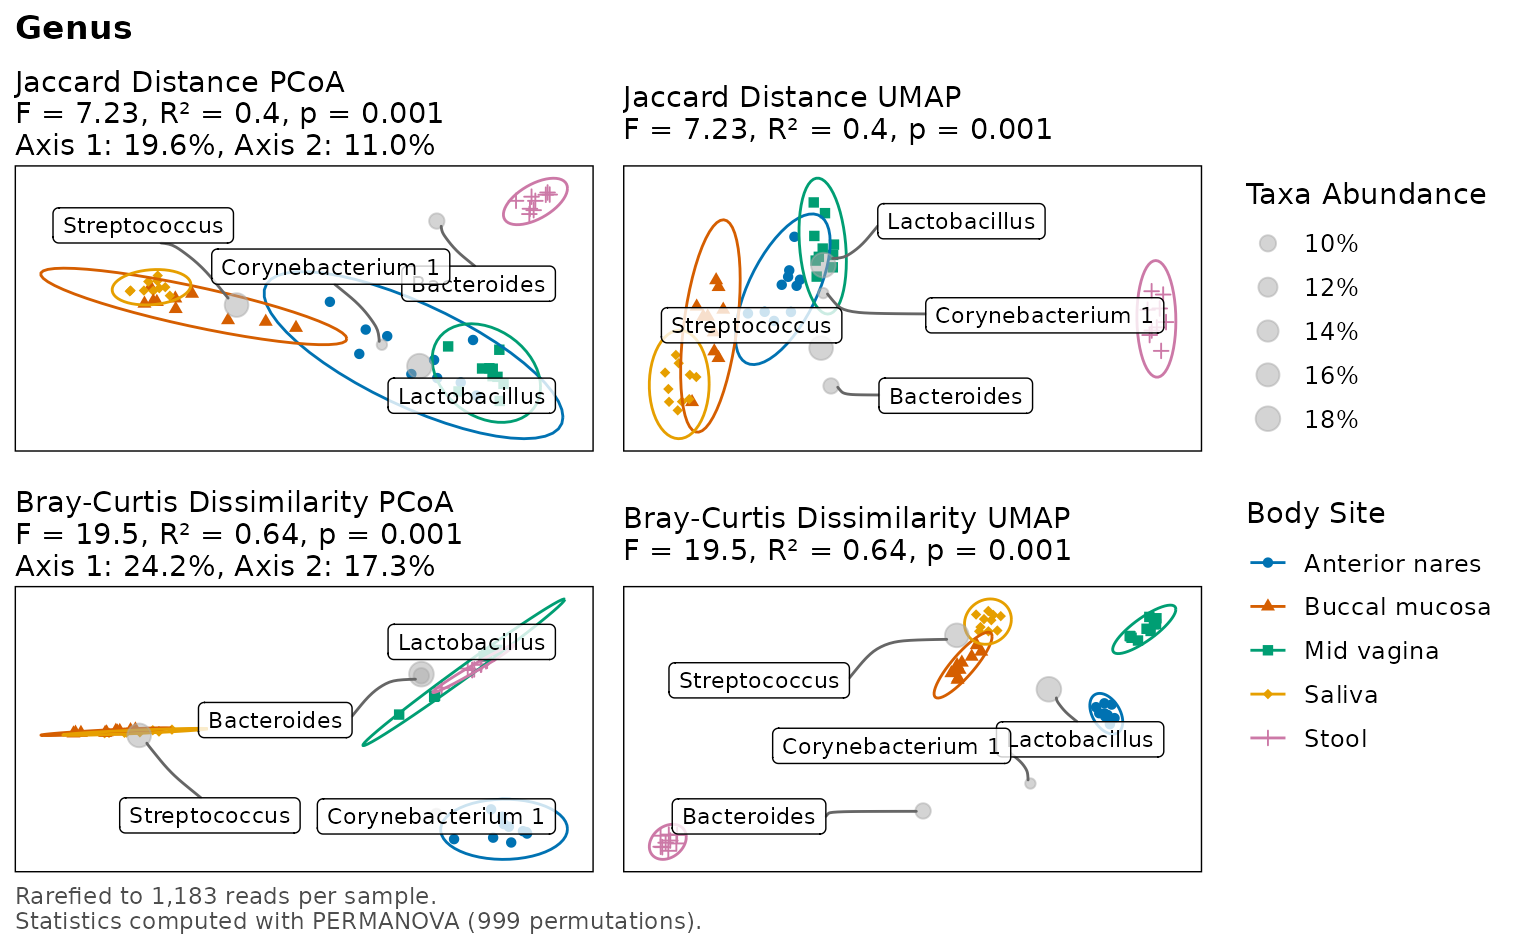 Genus
Jaccard Distance PCoA
F = 7.23, R² = 0.4, p = 0.001
Axis 1: 19.6%, Axis 2: 11.0%
Streptococcus
Corynebacterium 1
Bacteroides
Lactobacillus
Jaccard Distance UMAP
F = 7.23, R² = 0.4, p = 0.001
Lactobacillus
Corynebacterium 1
Streptococcus
Bacteroides
Bray-Curtis Dissimilarity PCoA
F = 19.5, R² = 0.64, p = 0.001
Axis 1: 24.2%, Axis 2: 17.3%
Lactobacillus
Bacteroides
Streptococcus
Corynebacterium 1
Bray-Curtis Dissimilarity UMAP
F = 19.5, R² = 0.64, p = 0.001
Streptococcus
Corynebacterium 1
Lactobacillus
Bacteroides
Taxa Abundance
10%
12%
14%
16%
18%
Body Site
Anterior nares
Buccal mucosa
Mid vagina
Saliva
Stool
Rarefied to 1,183 reads per sample.
Statistics computed with PERMANOVA (999 permutations).